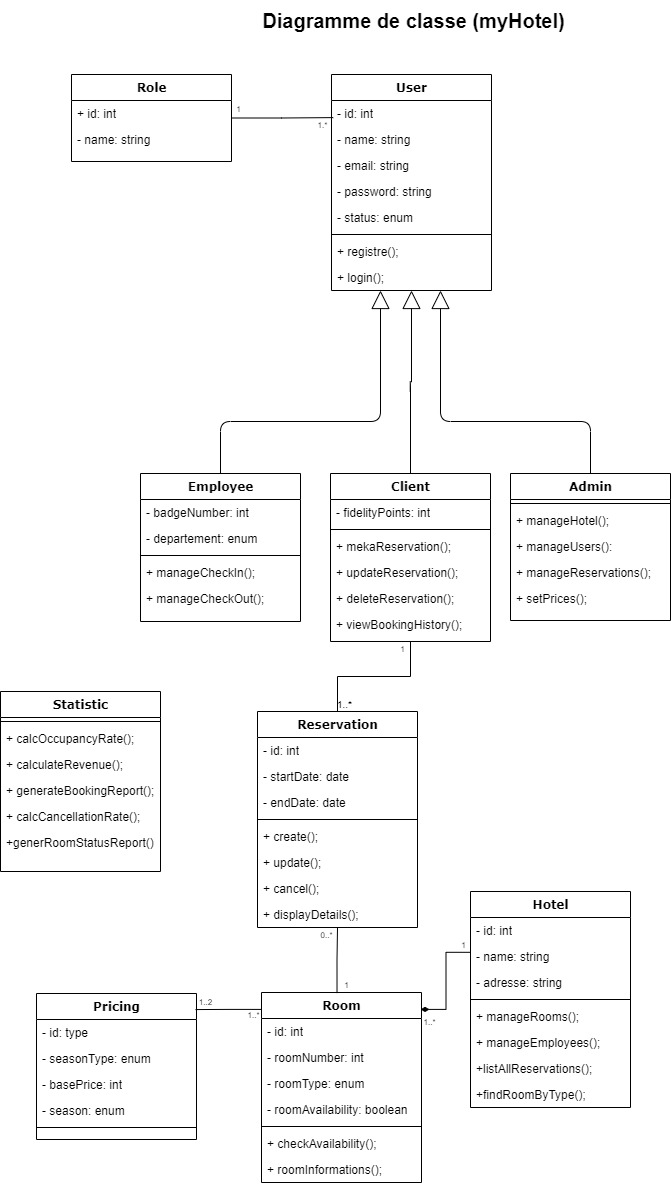 Diagramme de classe (myHotel)
Role
+ id: int
- name: string
1
1.*
User
- id: int
- name: string
- email: string
- password: string
- status: enum
+ registre();
+ login();
Employee
- badgeNumber: int
- departement: enum
+ manageCheckIn();
+ manageCheckOut();
Client
- fidelityPoints: int
+ mekaReservation();
+ updateReservation();
+ deleteReservation();
+ viewBookingHistory();
Admin
+ manageHotel();
+ manageUsers():
+ manageReservations();
+ setPrices();
1
1..*
Statistic
+ calcOccupancyRate();
+ calculateRevenue();
+ generateBookingReport();
+ calcCancellationRate();
+generRoomStatusReport()
Reservation
- id: int
- startDate: date
- endDate: date
+ create();
+ update();
+ cancel();
+ displayDetails();
0..*
1
Hotel
- id: int
- name: string
- adresse: string
+ manageRooms();
+ manageEmployees();
+listAllReservations();
+findRoomByType();
1
1..*
Pricing
- id: type
- seasonType: enum
- basePrice: int
- season: enum
1..2
1..*
Room
- id: int
- roomNumber: int
- roomType: enum
- roomAvailability: boolean
+ checkAvailability();
+ roomInformations();